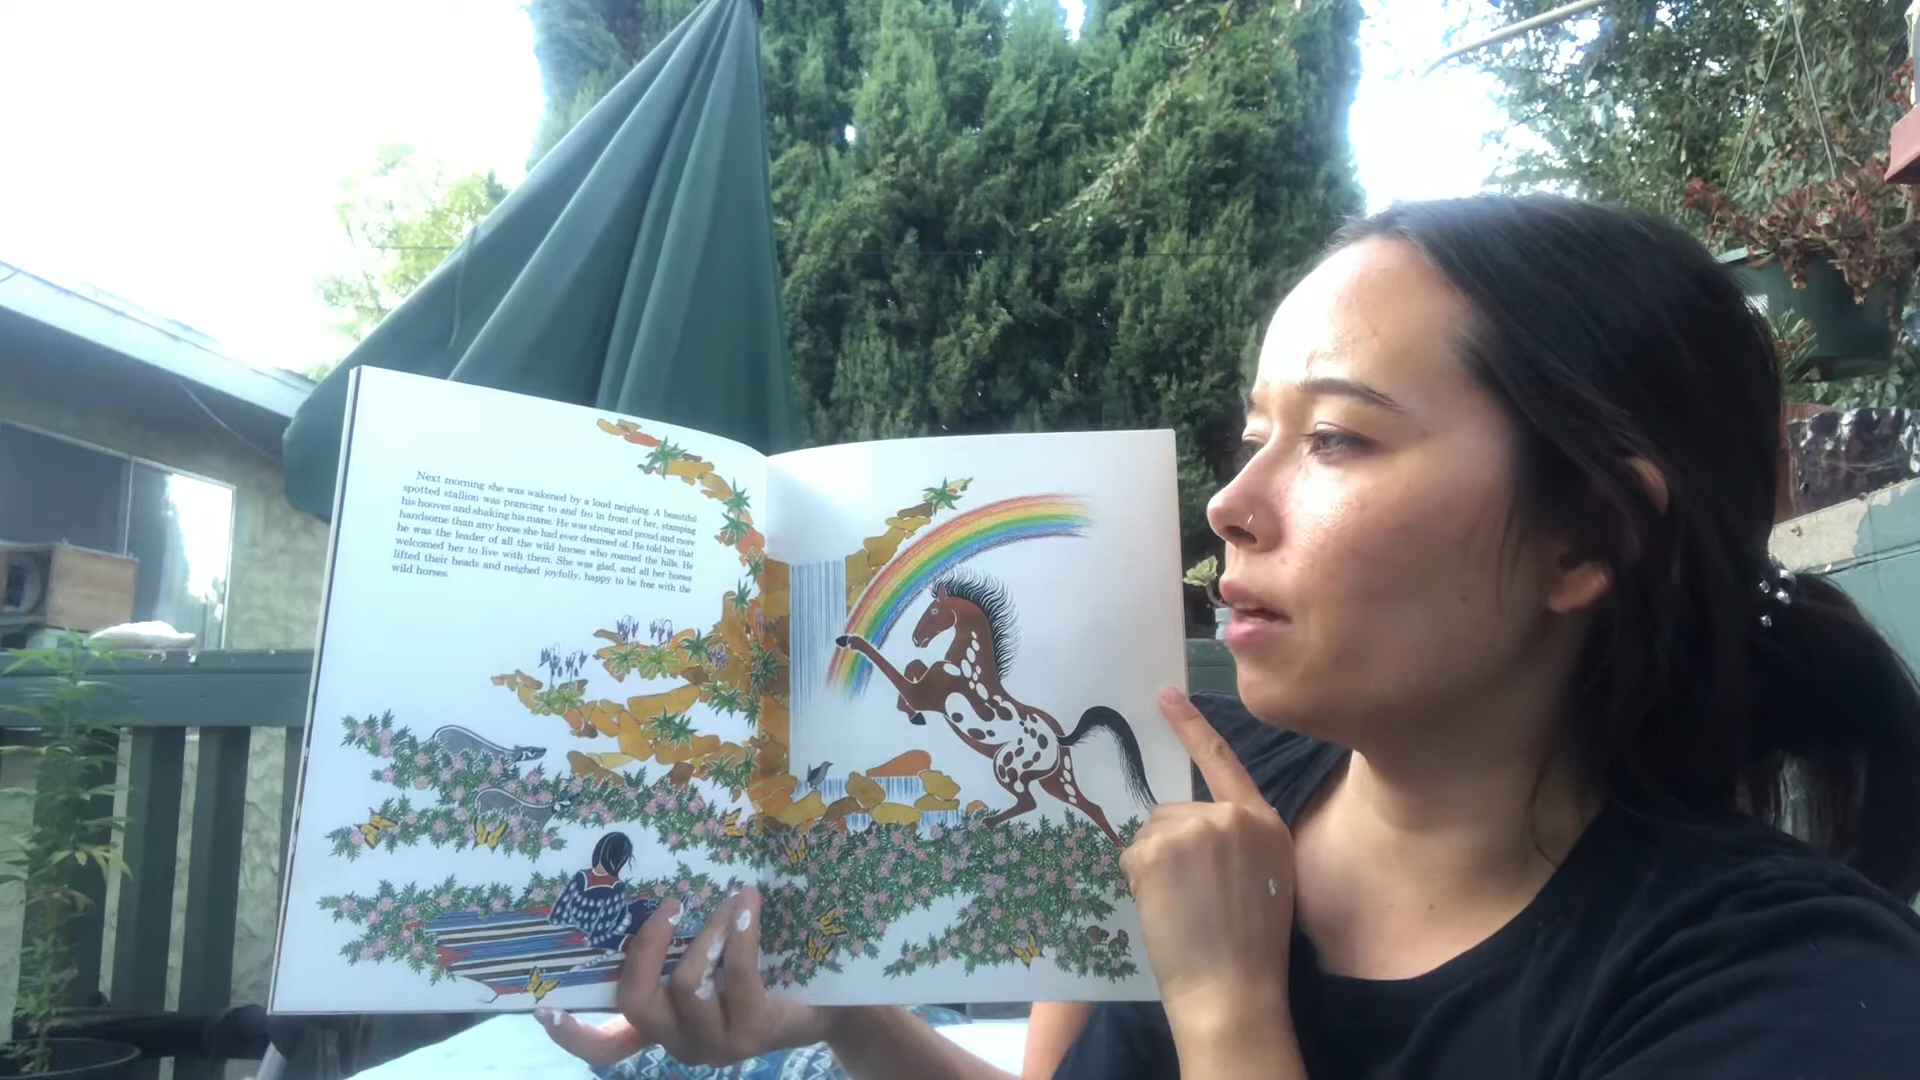 Next morning she was wakened by a loud neighing. A beautiful
spotted stallion was prancing to and fro in front of her, stamping
his hooves and shaking his mane. He was strong and proud and more
handsome than any horse she had ever dreamed of. He told her that
he was the leader of all the wild horses who roamed the hills. He
welcomed her to live with them. She was glad, and all her horses
lifted their heads and neighed joyfully, happy to be free with the
wild horses.